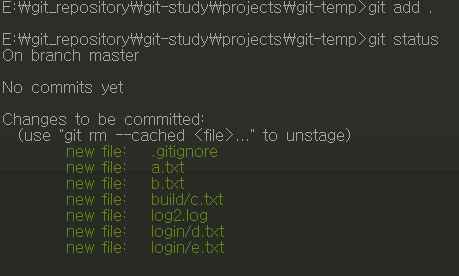 E:₩git_repository₩git-study₩projects₩git-temp>git add .
E:₩git_repository₩git-study₩projects₩git-temp>git status
On branch master
No commits yet
Changes to be committed:
(use "git rm --cached <file>..." to unstage)
new file: .gitignore
new file: a.txt
new file: b.txt
new file: build/c.txt
new file: log2.log
new file: login/d.txt
new file: login/e.txt